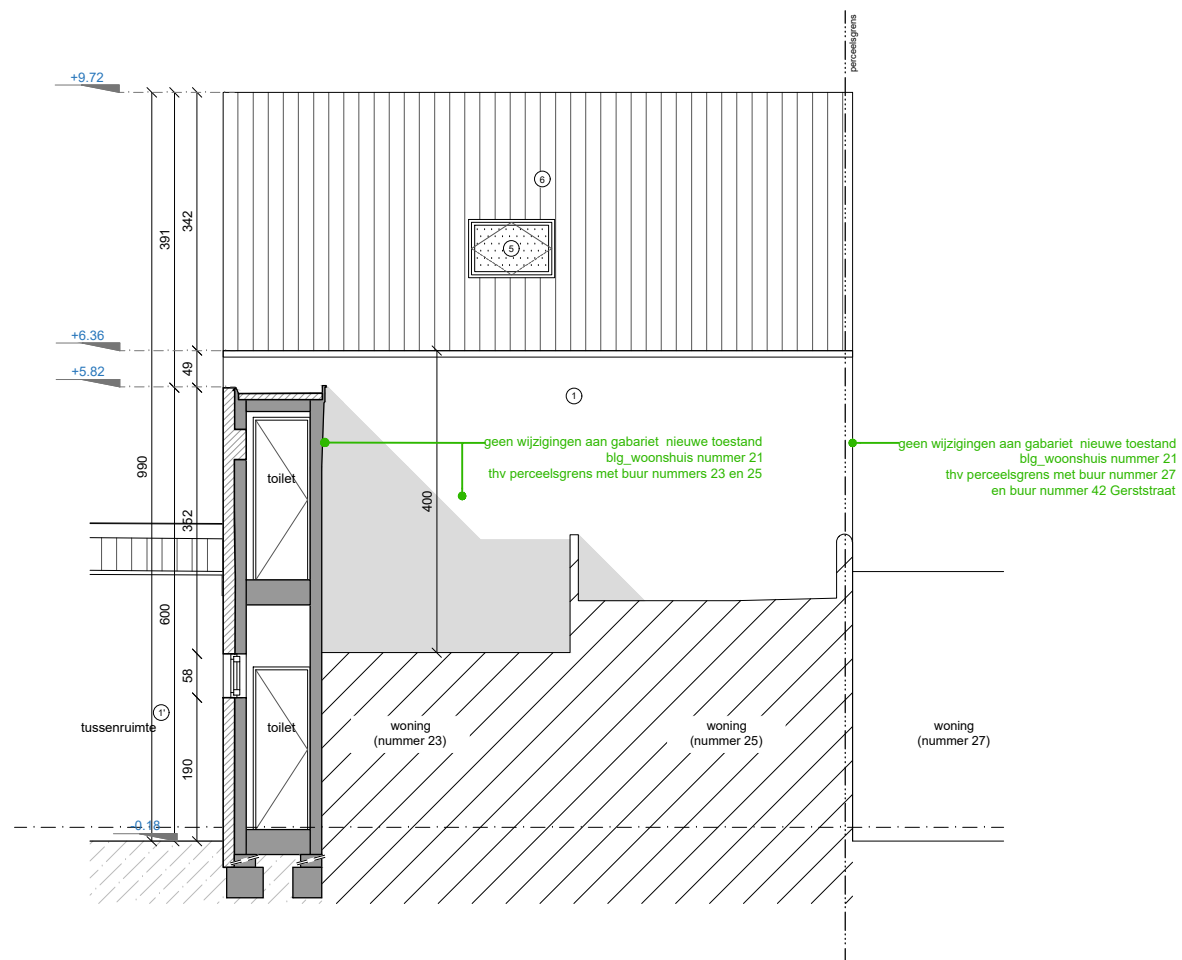 perceelsgrens
+9.72
6
342
391
5
+6.36
49
+5.82
1
geen wijzigingen aan gabariet nieuwe toestand
blg_woonshuis nummer 21
thv perceelsgrens met buur nummers 23 en 25
geen wijzigingen aan gabariet nieuwe toestand
blg_woonshuis nummer 21
thv perceelsgrens met buur nummer 27
en buur nummer 42 Gerststraat
990
toilet
400
352
600
58
1'
tussenruimte
toilet
woning
(nummer 23)
woning
(nummer 25)
woning
(nummer 27)
190
-0.18